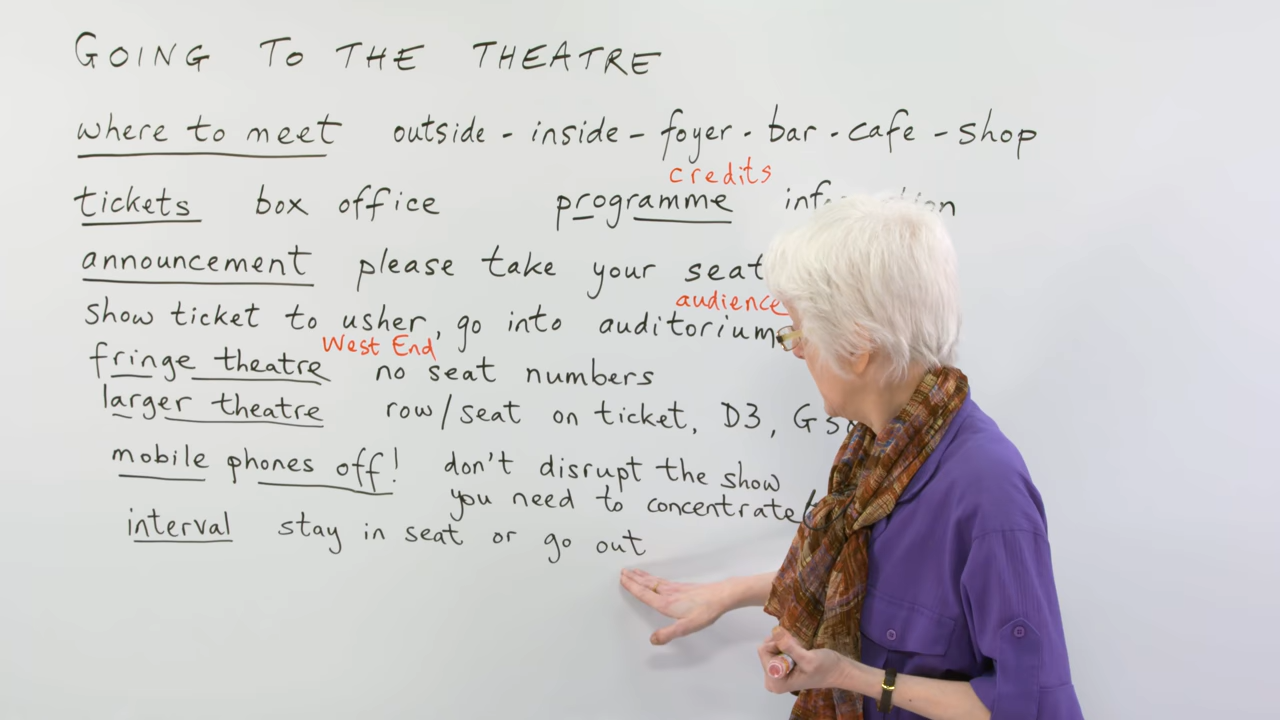 GOING TO THE THEATRE
where to meet outside - inside - foyer - bar - cafe - shop
credits
tickets box office programme
announcement please take your seat
audience
show ticket to usher, go into auditorium
West End
fringe theatre no seat numbers
larger theatre row/seat on ticket, D3,
mobile phones off! don't disrupt the show
you need to concentrate
interval stay in seat or go out